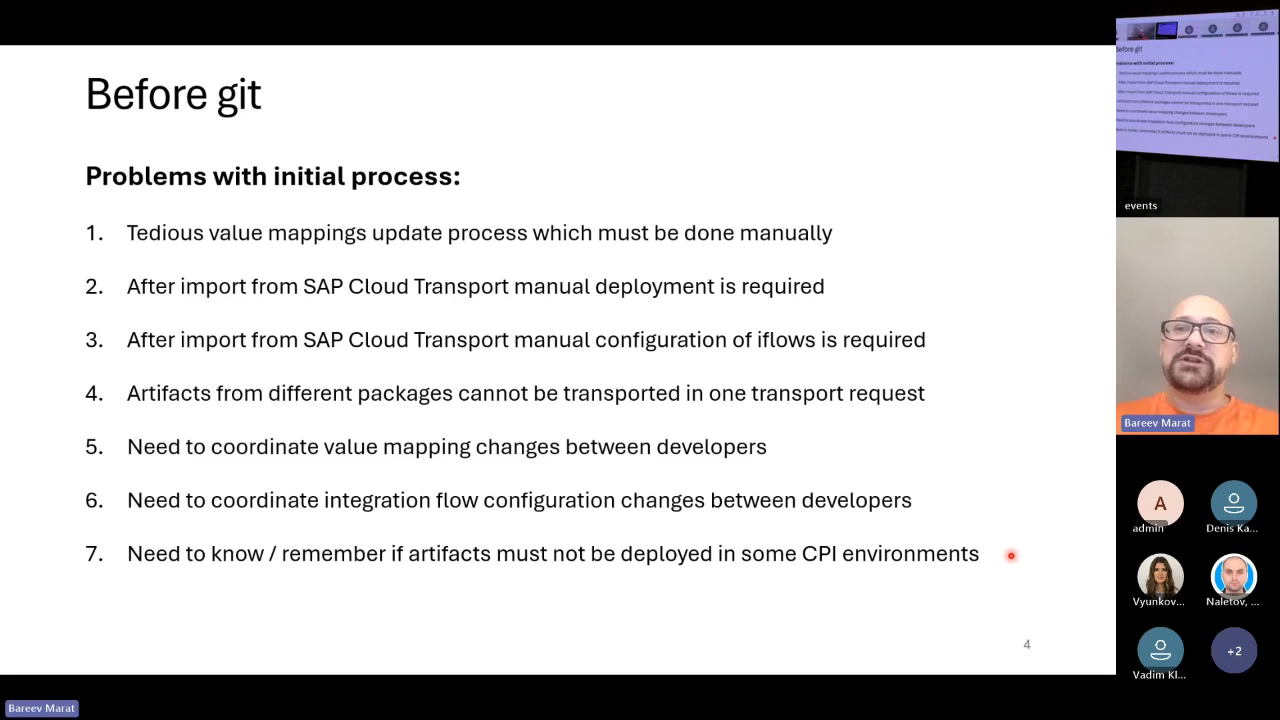 Before git
Problems with initial process:
1. Tedious value mappings update process which must be done manually
2. After import from SAP Cloud Transport manual deployment is required
3. After import from SAP Cloud Transport manual configuration of iflows is required
4. Artifacts from different packages cannot be transported in one transport request
5. Need to coordinate value mapping changes between developers
6. Need to coordinate integration flow configuration changes between developers
7. Need to know / remember if artifacts must not be deployed in some CPI environments
4
Bareev Marat
Before git
events
Bareev Marat
A
admin
Denis Ka...
Vyunkov...
Naletov, ...
Vadim Kl...
+2